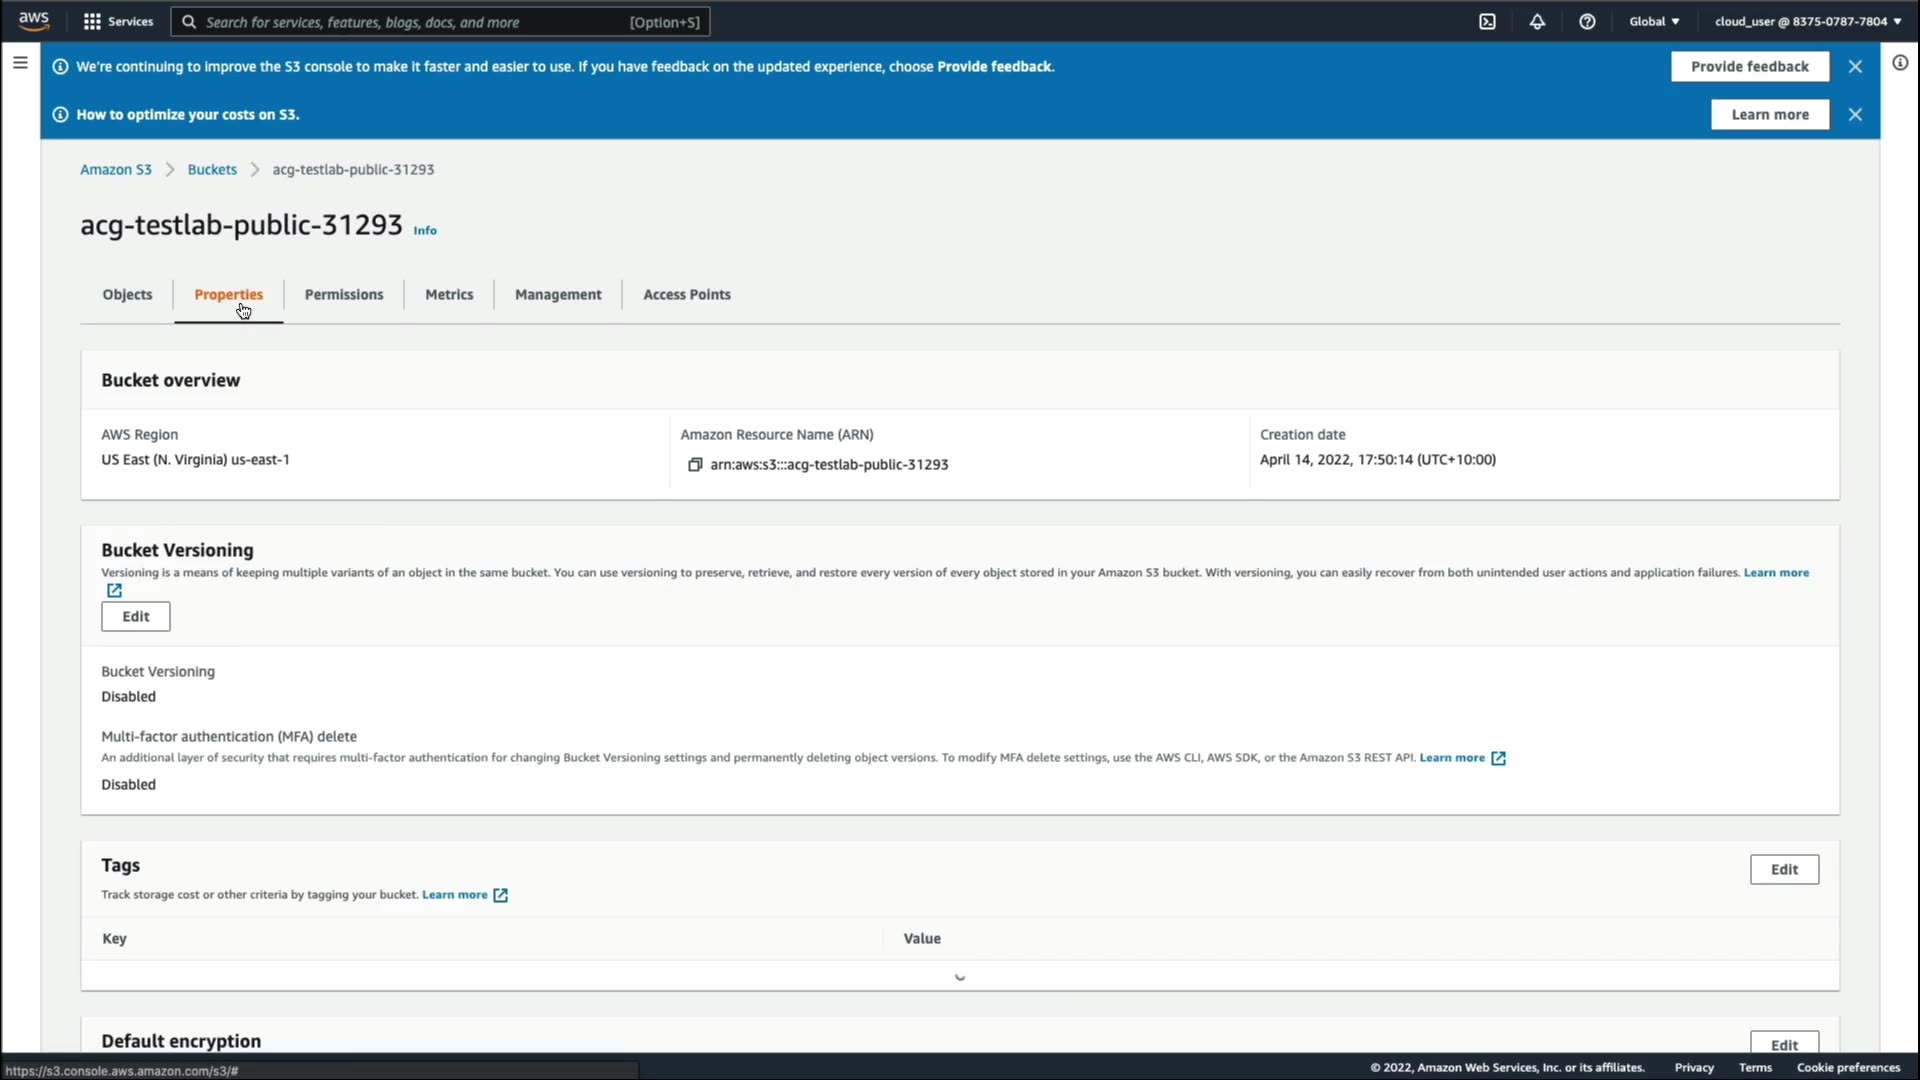 aws
Services
Search for services, features, blogs, docs, and more
[Option+S]
Global ▼
cloud_user @ 8375-0787-7804 ▼
We're continuing to improve the S3 console to make it faster and easier to use. If you have feedback on the updated experience, choose Provide feedback.
Provide feedback
How to optimize your costs on S3.
Learn more
Amazon S3 > Buckets > acg-testlab-public-31293
acg-testlab-public-31293 Info
Objects
Properties
Permissions
Metrics
Management
Access Points
Bucket overview
AWS Region
US East (N. Virginia) us-east-1
Amazon Resource Name (ARN)
arn:aws:s3:::acg-testlab-public-31293
Creation date
April 14, 2022, 17:50:14 (UTC+10:00)
Bucket Versioning
Versioning is a means of keeping multiple variants of an object in the same bucket. You can use versioning to preserve, retrieve, and restore every version of every object stored in your Amazon S3 bucket. With versioning, you can easily recover from both unintended user actions and application failures. Learn more
Edit
Bucket Versioning
Disabled
Multi-factor authentication (MFA) delete
An additional layer of security that requires multi-factor authentication for changing Bucket Versioning settings and permanently deleting object versions. To modify MFA delete settings, use the AWS CLI, AWS SDK, or the Amazon S3 REST API. Learn more
Disabled
Tags
Edit
Track storage cost or other criteria by tagging your bucket. Learn more
Key
Value
Default encryption
Edit
https://s3.console.aws.amazon.com/s3/#
© 2022, Amazon Web Services, Inc. or its affiliates.
Privacy
Terms
Cookie preferences